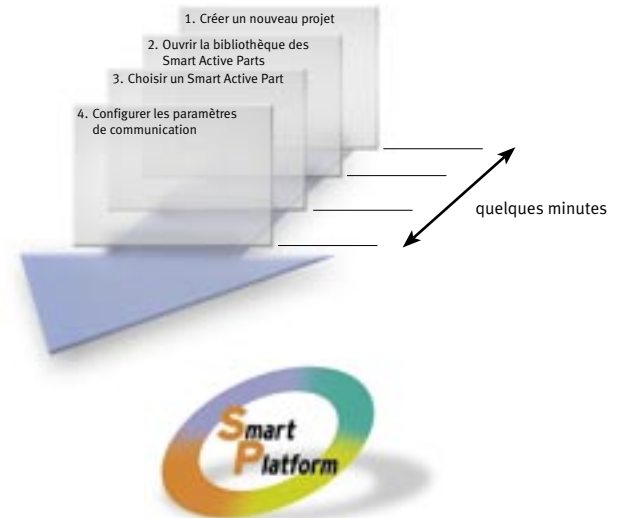 1. Créer un nouveau projet
2. Ouvrir la bibliothèque des
Smart Active Parts
3. Choisir un Smart Active Part
4. Configurer les paramètres
de communication
quelques minutes
Smart
Platform